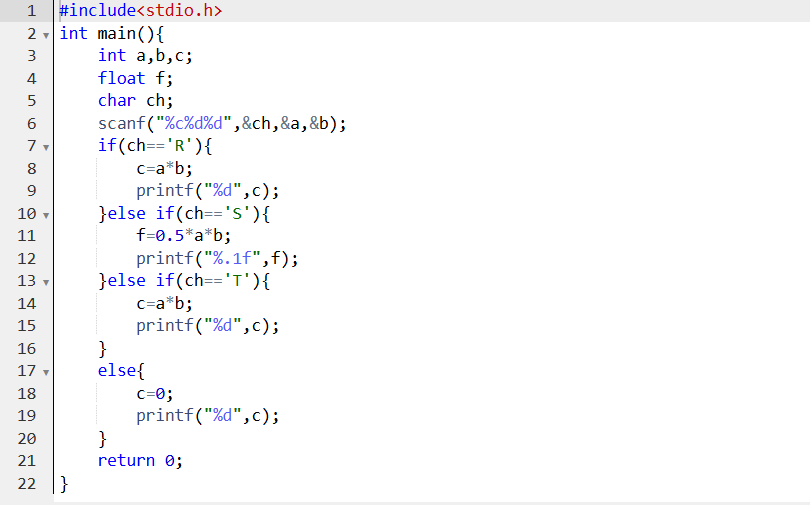 1 #include<stdio.h>
2 int main(){
3     int a,b,c;
4     float f;
5     char ch;
6     scanf("%c%d%d",&ch,&a,&b);
7     if(ch=='R'){
8         c=a*b;
9         printf("%d",c);
10     }else if(ch=='S'){
11         f=0.5*a*b;
12         printf("%.1f",f);
13     }else if(ch=='T'){
14         c=a*b;
15         printf("%d",c);
16     }
17     else{
18         c=0;
19         printf("%d",c);
20     }
21     return 0;
22 }